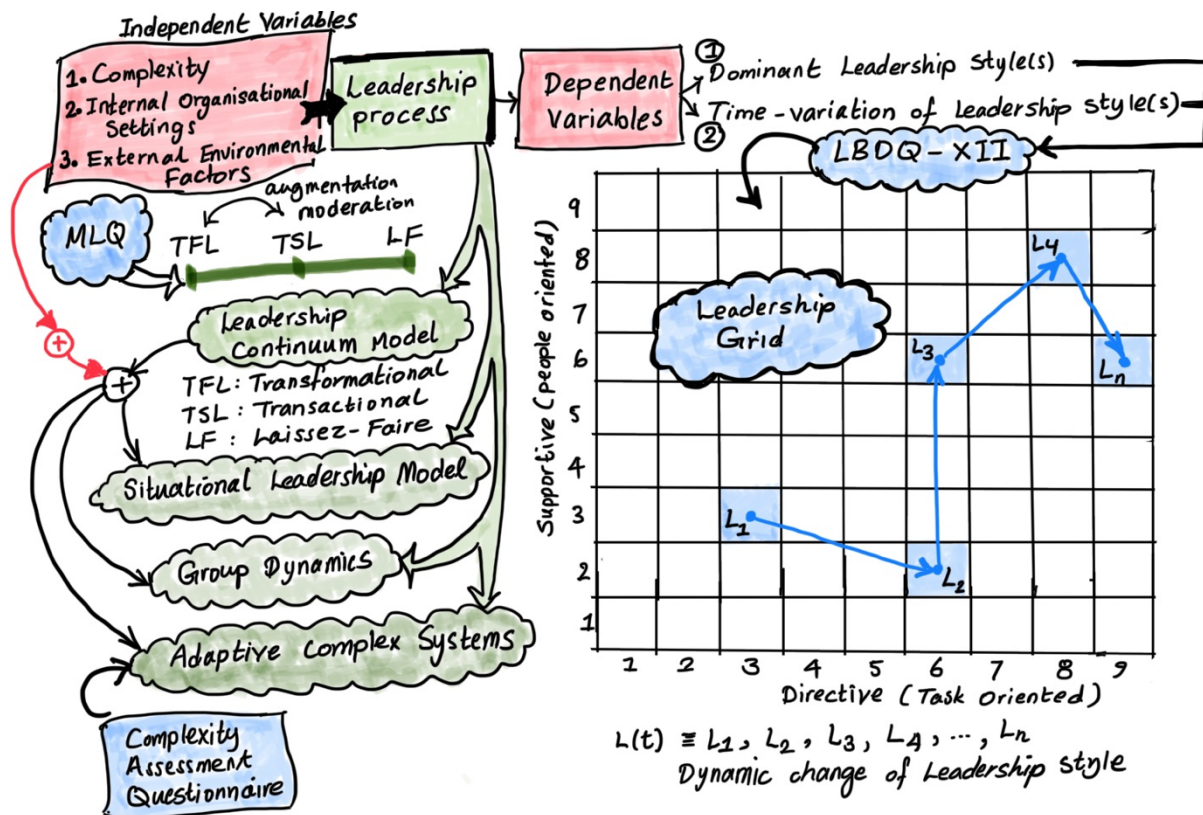 Independent Variables
1. Complexity
2. Internal Organisational
Settings
3. External Environmental
Factors
Leadership
process
Dependent
Variables
①
Dominant Leadership Style(s)
Time-variation of Leadership Style(s)
②
LBDQ-XII
augmentation
moderation
MLQ
TFL
TSL
LF
Leadership
Continuum Model
+
+
TFL : Transformational
TSL : Transactional
LF : Laissez-Faire
Situational Leadership Model
Group Dynamics
Adaptive Complex Systems
Complexity
Assessment
Questionnaire
Supportive (people oriented)
9
8
7
6
5
4
3
2
1
Leadership
Grid
L4
L3
Ln
L1
L2
1 2 3 4 5 6 7 8 9
Directive (Task Oriented)
L(t) ≡ L1, L2, L3, L4, ..., Ln
Dynamic change of Leadership Style